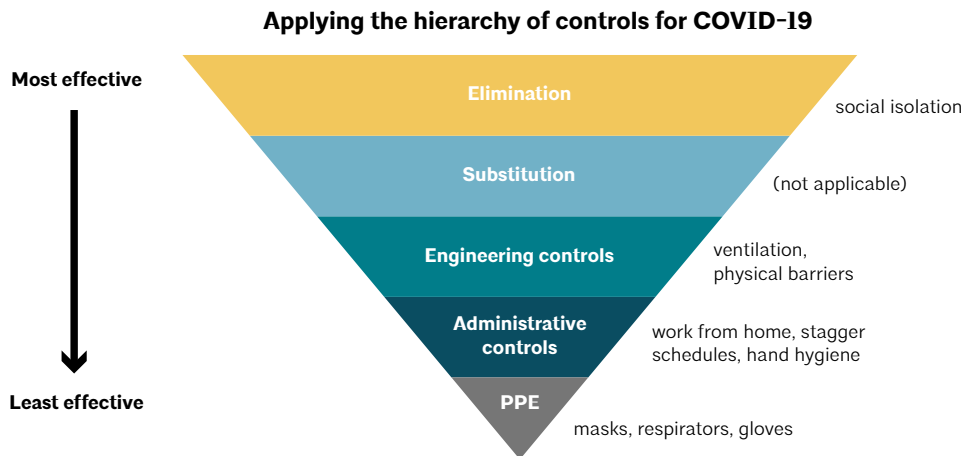 Applying the hierarchy of controls for COVID-19
Most effective
Elimination
social isolation
Substitution
(not applicable)
Engineering controls
ventilation,
physical barriers
Administrative
controls
work from home, stagger
schedules, hand hygiene
Least effective
PPE
masks, respirators, gloves